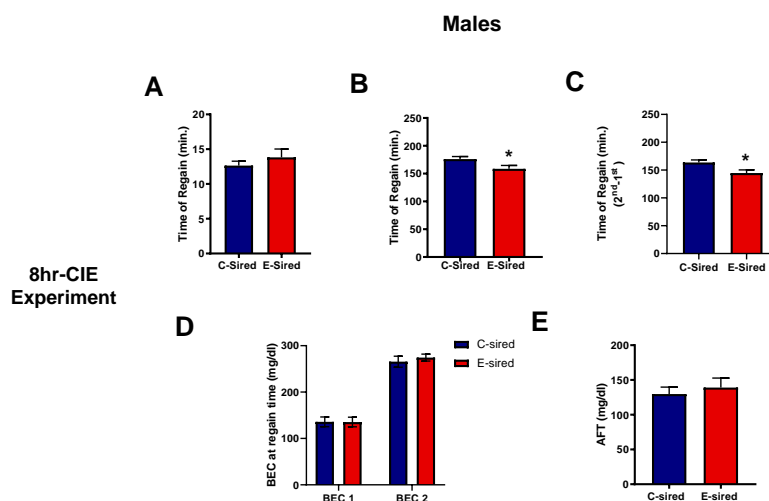 Males
A
Time of Regain (min.)
20
15
10
5
0
C-Sired E-Sired
B
Time of Regain (min.)
250
200
150
100
50
0
*
C-Sired E-Sired
C
Time of Regain (min.)
(2nd-1st)
250
200
150
100
50
0
*
C-Sired E-Sired
8hr-CIE
Experiment
D
BEC at regain time (mg/dl)
300
200
100
0
BEC 1 BEC 2
C-sired
E-sired
E
AFT (mg/dl)
200
150
100
50
0
C-sired E-sired